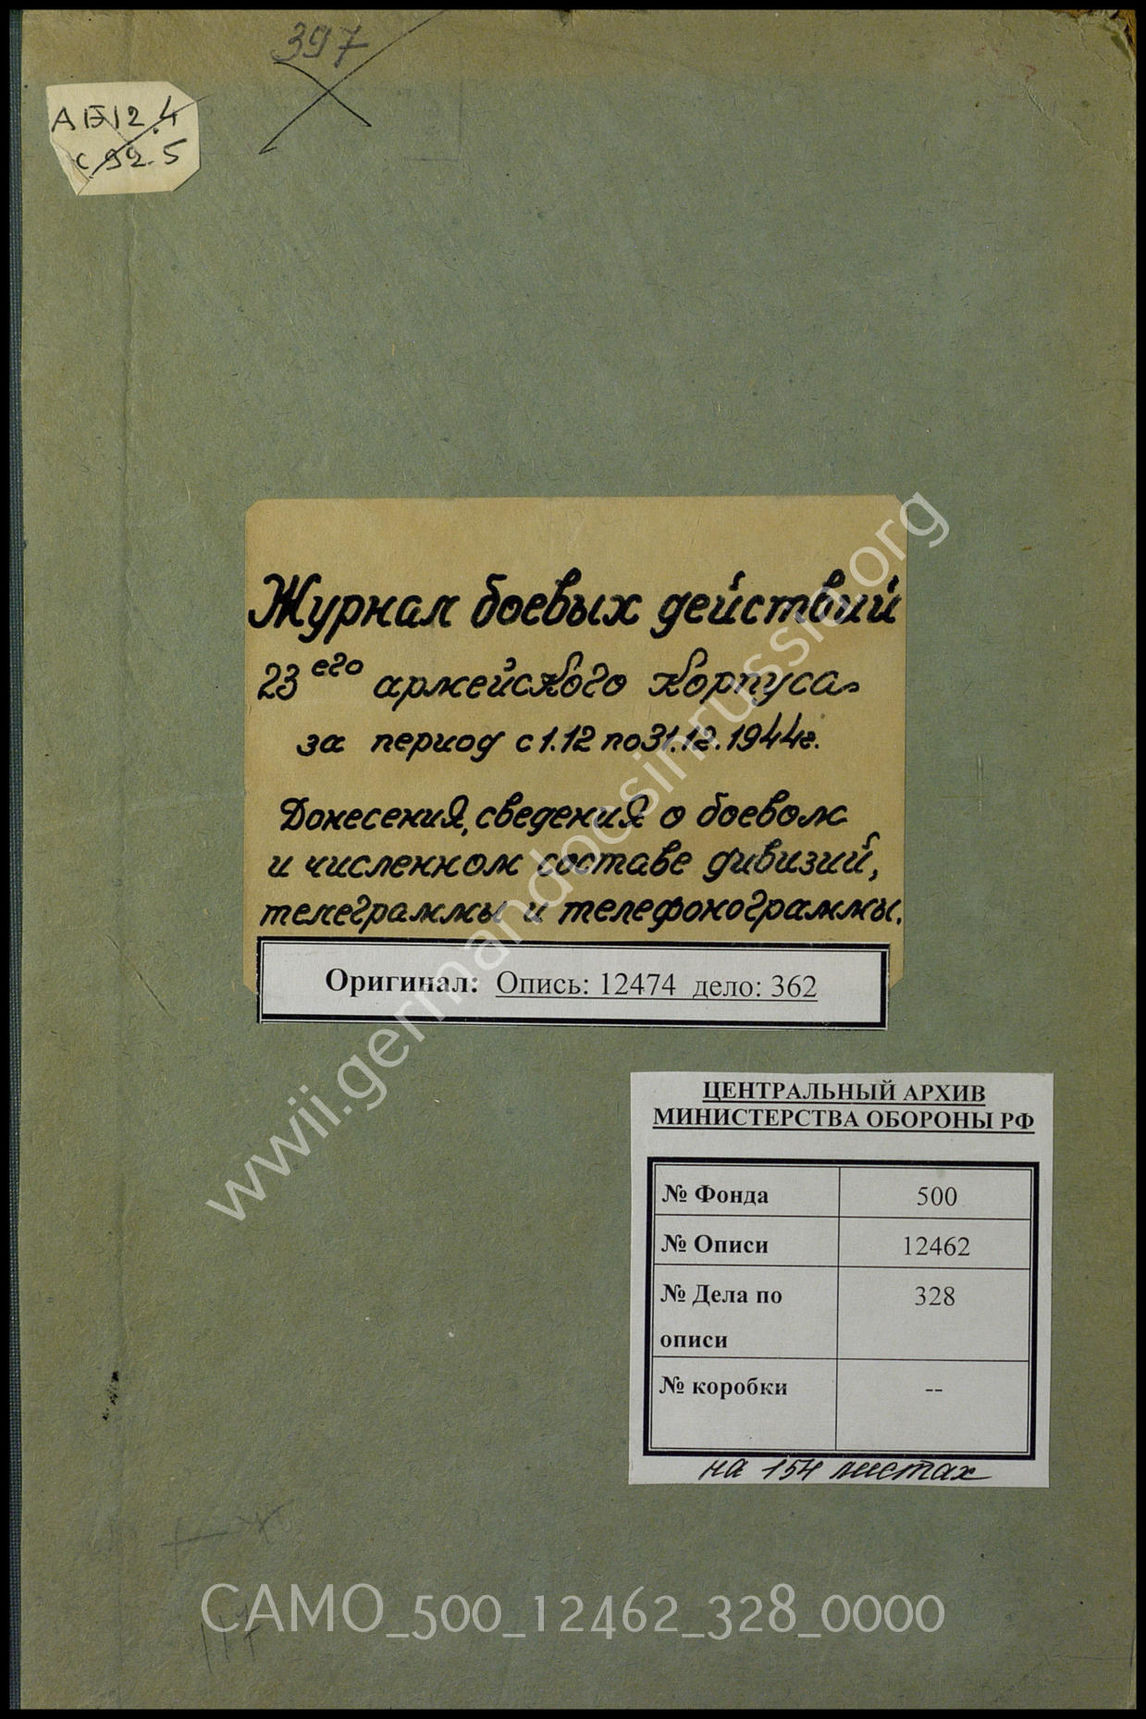 397
12.4
с 92.5
Журнал боевых действий
23его армейского корпуса
за период с 1.12 по 31.12.1944г.
Донесения, сведения о боевом
и численном составе дивизий,
телеграммы и телефонограммы.
Оригинал: Опись: 12474 дело: 362
ЦЕНТРАЛЬНЫЙ АРХИВ
МИНИСТЕРСТВА ОБОРОНЫ РФ
№ Фонда 500
№ Описи 12462
№ Дела по 328
описи
№ коробки --
на 154 листах
wwii.germandocsinrussia.org
CAMO_500_12462_328_0000